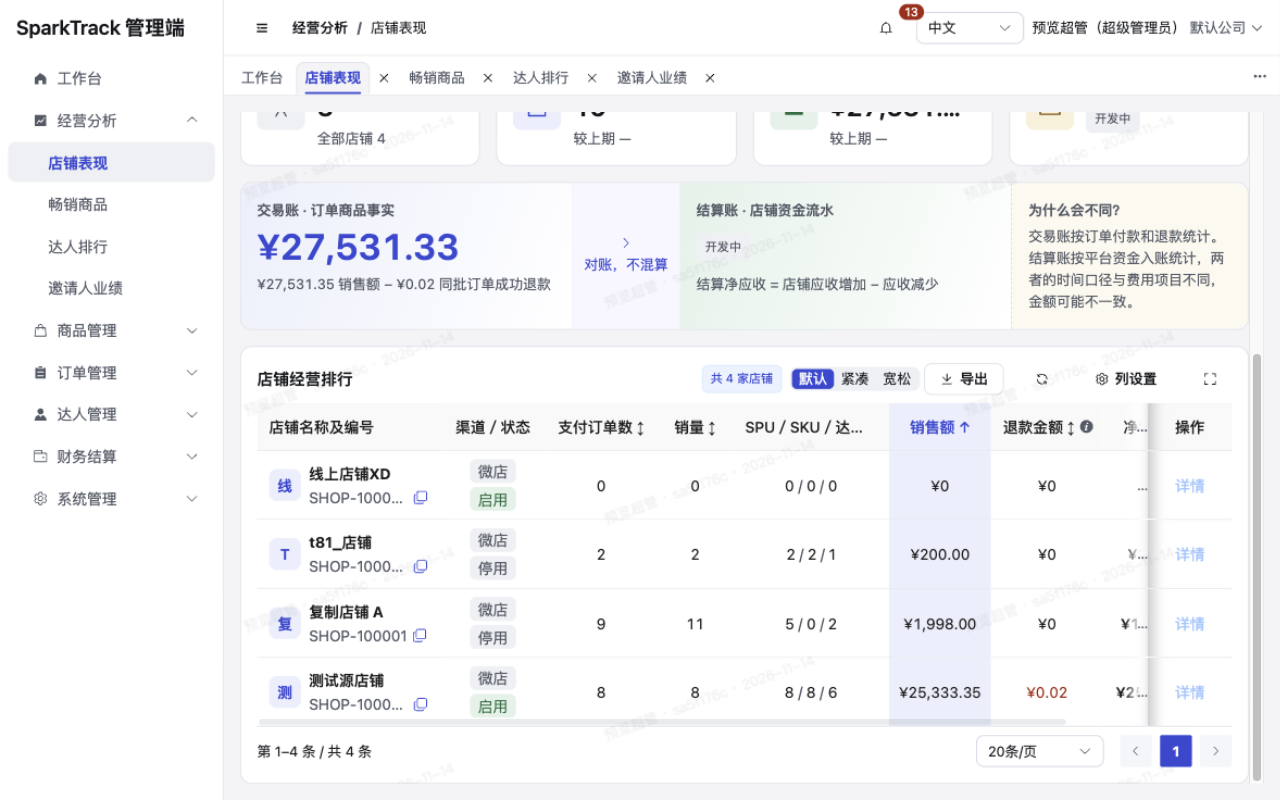 SparkTrack 管理端
经营分析 / 店铺表现
13
中文
预览超管（超级管理员）
默认公司
工作台
店铺表现
畅销商品
达人排行
邀请人业绩
工作台
经营分析
店铺表现
畅销商品
达人排行
邀请人业绩
商品管理
订单管理
达人管理
财务结算
系统管理
全部店铺 4
较上期 —
较上期 —
开发中
交易账 · 订单商品事实
¥27,531.33
¥27,531.35 销售额 − ¥0.02 同批订单成功退款
对账，不混算
结算账 · 店铺资金流水
开发中
结算净应收 = 店铺应收增加 − 应收减少
为什么会不同?
交易账按订单付款和退款统计。
结算账按平台资金入账统计，两
者的时间口径与费用项目不同，
金额可能不一致。
店铺经营排行
共 4 家店铺
默认 紧凑 宽松
导出
列设置
店铺名称及编号 渠道 / 状态 支付订单数 销量 SPU / SKU / 达... 销售额 退款金额 净... 操作
线 线上店铺XD SHOP-1000... 微店 启用 0 0 0 / 0 / 0 ¥0 ¥0 ... 详情
T t81_店铺 SHOP-1000... 微店 停用 2 2 2 / 2 / 1 ¥200.00 ¥0 ¥... 详情
复 复制店铺 A SHOP-100001 微店 停用 9 11 5 / 0 / 2 ¥1,998.00 ¥0 ¥1... 详情
测 测试源店铺 SHOP-1000... 微店 启用 8 8 8 / 8 / 6 ¥25,333.35 ¥0.02 ¥2... 详情
第 1–4 条 / 共 4 条
20条/页
1
预览超管 · sa5f176c · 2026-11-14